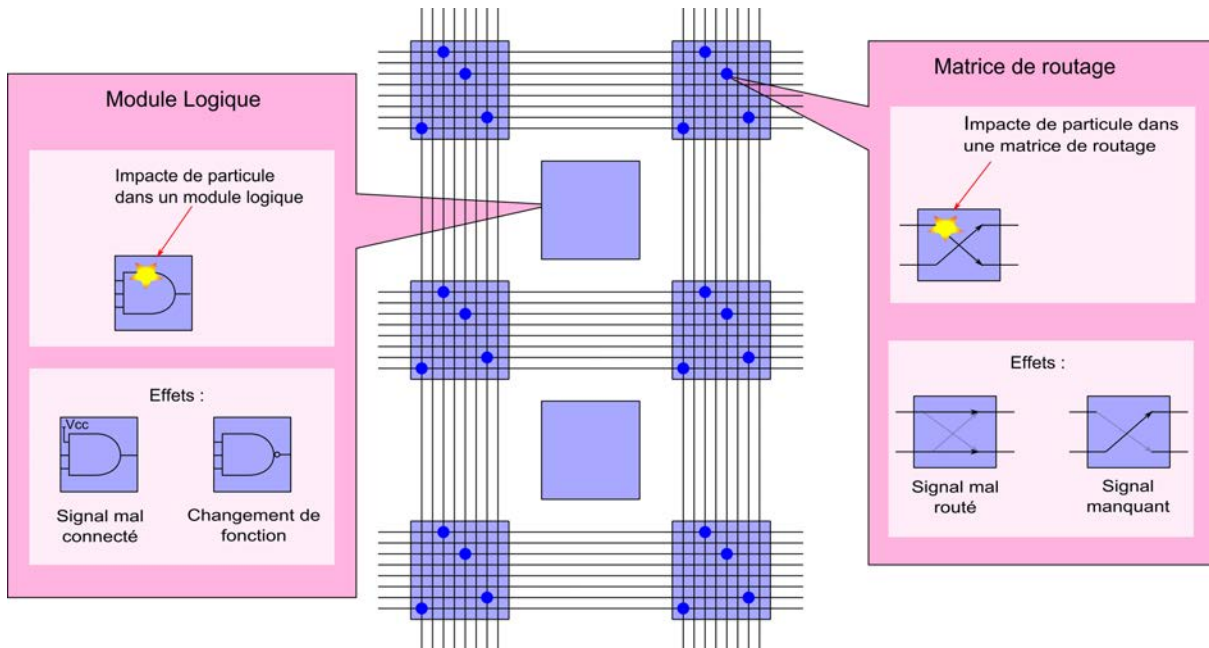 Module Logique
Impacte de particule
dans un module logique
Effets :
Vcc
Signal mal
connecté
Changement de
fonction
Matrice de routage
Impacte de particule dans
une matrice de routage
Effets :
Signal mal
routé
Signal
manquant